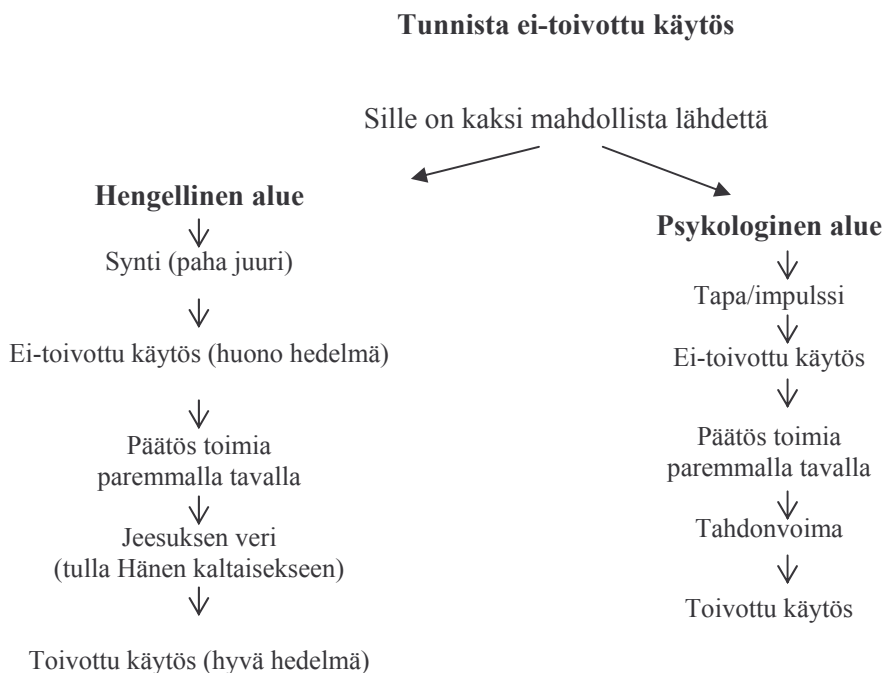 Tunnista ei-toivottu käytös
Sille on kaksi mahdollista lähdettä
Hengellinen alue
Synti (paha juuri)
Ei-toivottu käytös (huono hedelmä)
Päätös toimia
paremmalla tavalla
Jeesuksen veri
(tulla Hänen kaltaisekseen)
Toivottu käytös (hyvä hedelmä)
Psykologinen alue
Tapa/impulssi
Ei-toivottu käytös
Päätös toimia
paremmalla tavalla
Tahdonvoima
Toivottu käytös